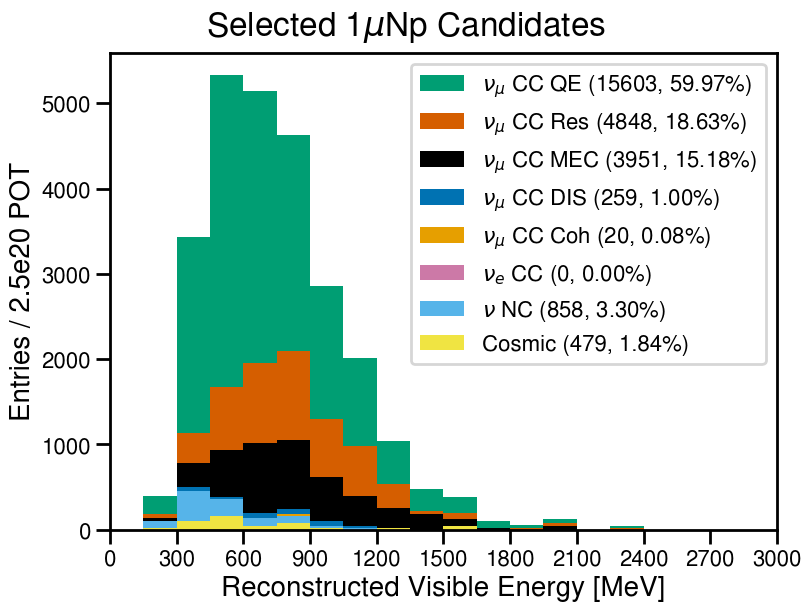 Selected 1μNp Candidates
Entries / 2.5e20 POT
5000
4000
3000
2000
1000
0
ν_μ CC QE (15603, 59.97%)
ν_μ CC Res (4848, 18.63%)
ν_μ CC MEC (3951, 15.18%)
ν_μ CC DIS (259, 1.00%)
ν_μ CC Coh (20, 0.08%)
ν_e CC (0, 0.00%)
ν NC (858, 3.30%)
Cosmic (479, 1.84%)
0 300 600 900 1200 1500 1800 2100 2400 2700 3000
Reconstructed Visible Energy [MeV]